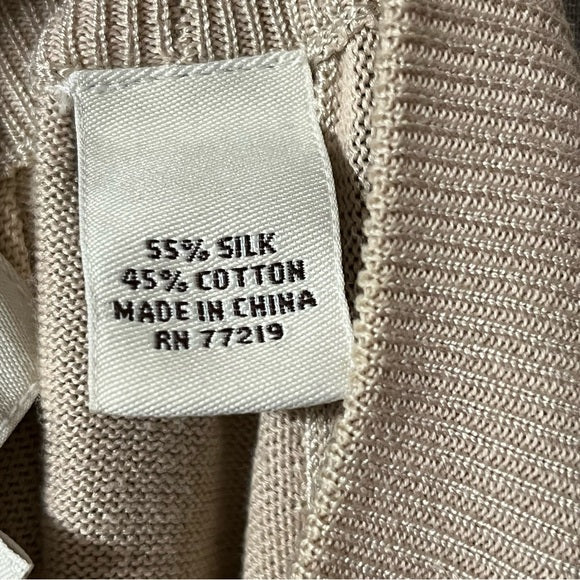 55% SILK
45% COTTON
MADE IN CHINA
RN 77219